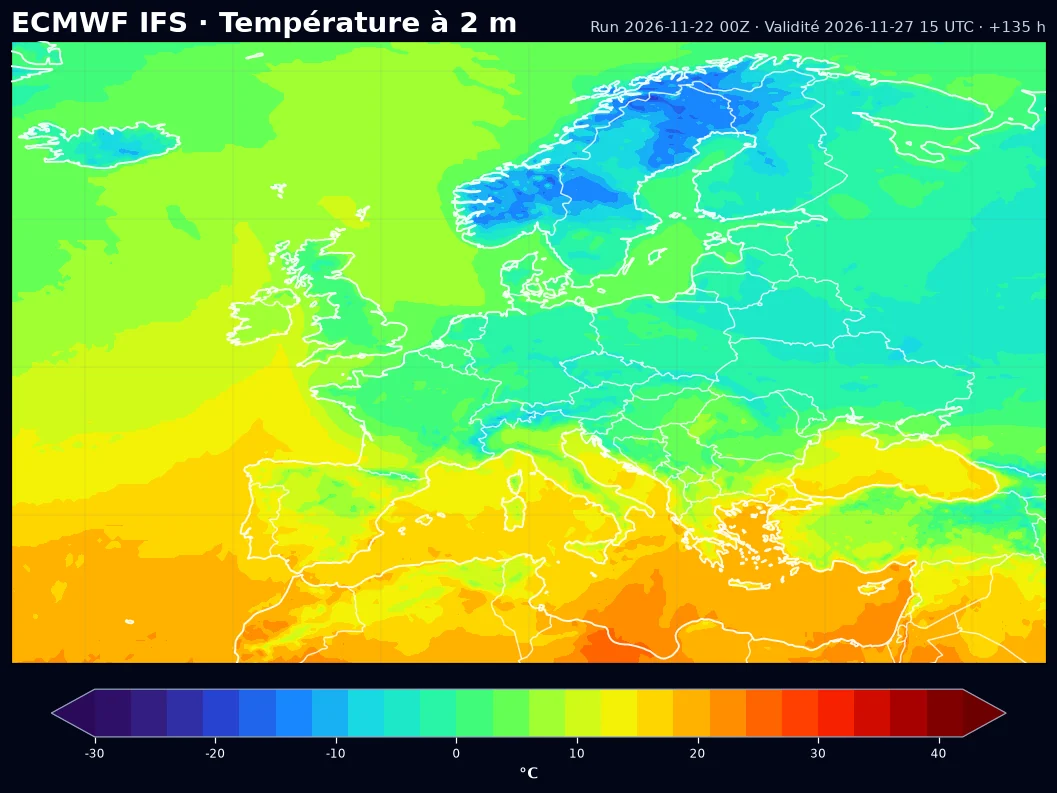 ECMWF IFS · Température à 2 m
Run 2026-11-22 00Z · Validité 2026-11-27 15 UTC · +135 h
-30 -20 -10 0 10 20 30 40
°C